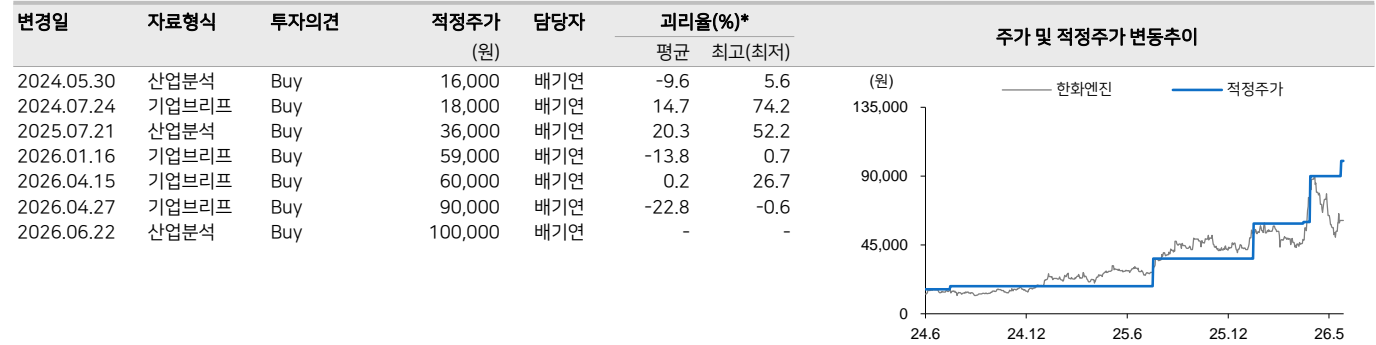 변경일 자료형식 투자의견 적정주가 담당자 괴리율(%)* 주가 및 적정주가 변동추이
(원) 평균 최고(최저)
2024.05.30 산업분석 Buy 16,000 배기연 -9.6 5.6
2024.07.24 기업브리프 Buy 18,000 배기연 14.7 74.2
2025.07.21 산업분석 Buy 36,000 배기연 20.3 52.2
2026.01.16 기업브리프 Buy 59,000 배기연 -13.8 0.7
2026.04.15 기업브리프 Buy 60,000 배기연 0.2 26.7
2026.04.27 기업브리프 Buy 90,000 배기연 -22.8 -0.6
2026.06.22 산업분석 Buy 100,000 배기연 - -
(원) 한화엔진 적정주가
135,000
90,000
45,000
0
24.6 24.12 25.6 25.12 26.5